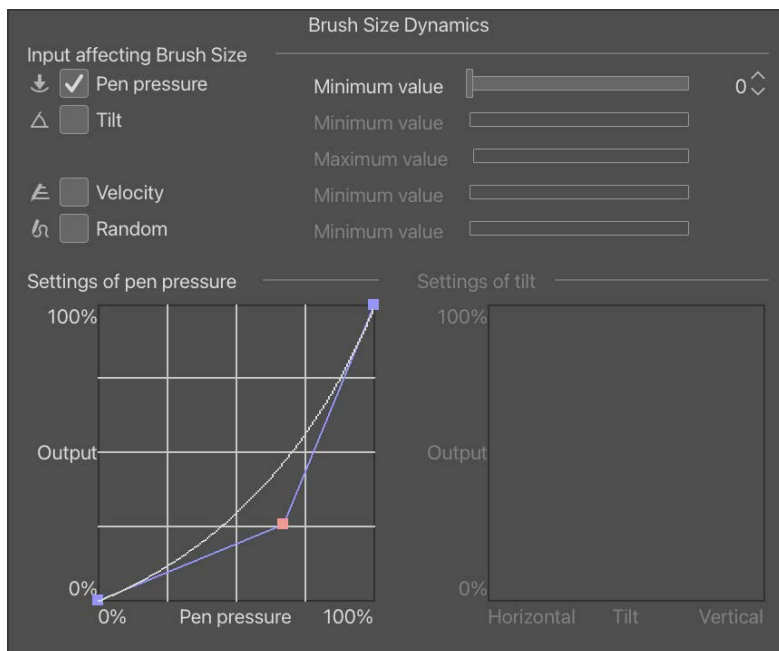 Brush Size Dynamics
Input affecting Brush Size
Pen pressure Minimum value 0
Tilt Minimum value
Maximum value
Velocity Minimum value
Random Minimum value
Settings of pen pressure Settings of tilt
100% 100%
Output Output
0% 0%
0% Pen pressure 100% Horizontal Tilt Vertical